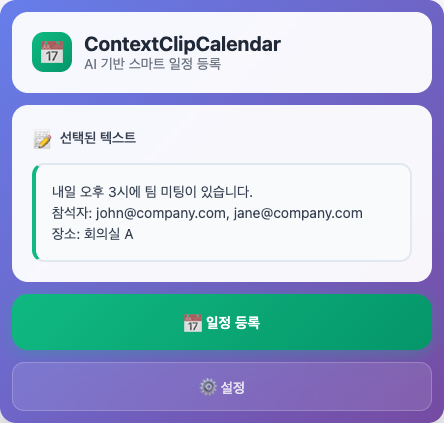 ContextClipCalendar
AI 기반 스마트 일정 등록
선택된 텍스트
내일 오후 3시에 팀 미팅이 있습니다.
참석자: john@company.com, jane@company.com
장소: 회의실 A
일정 등록
설정